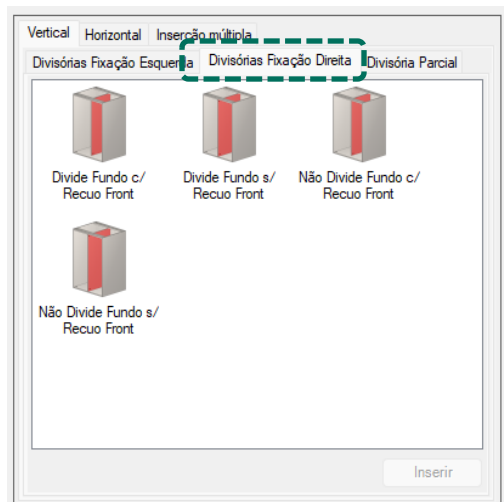 Vertical Horizontal Inserção múltipla
Divisórias Fixação Esquerda Divisórias Fixação Direita Divisória Parcial
Divide Fundo c/ Recuo Front
Divide Fundo s/ Recuo Front
Não Divide Fundo c/ Recuo Front
Não Divide Fundo s/ Recuo Front
Inserir